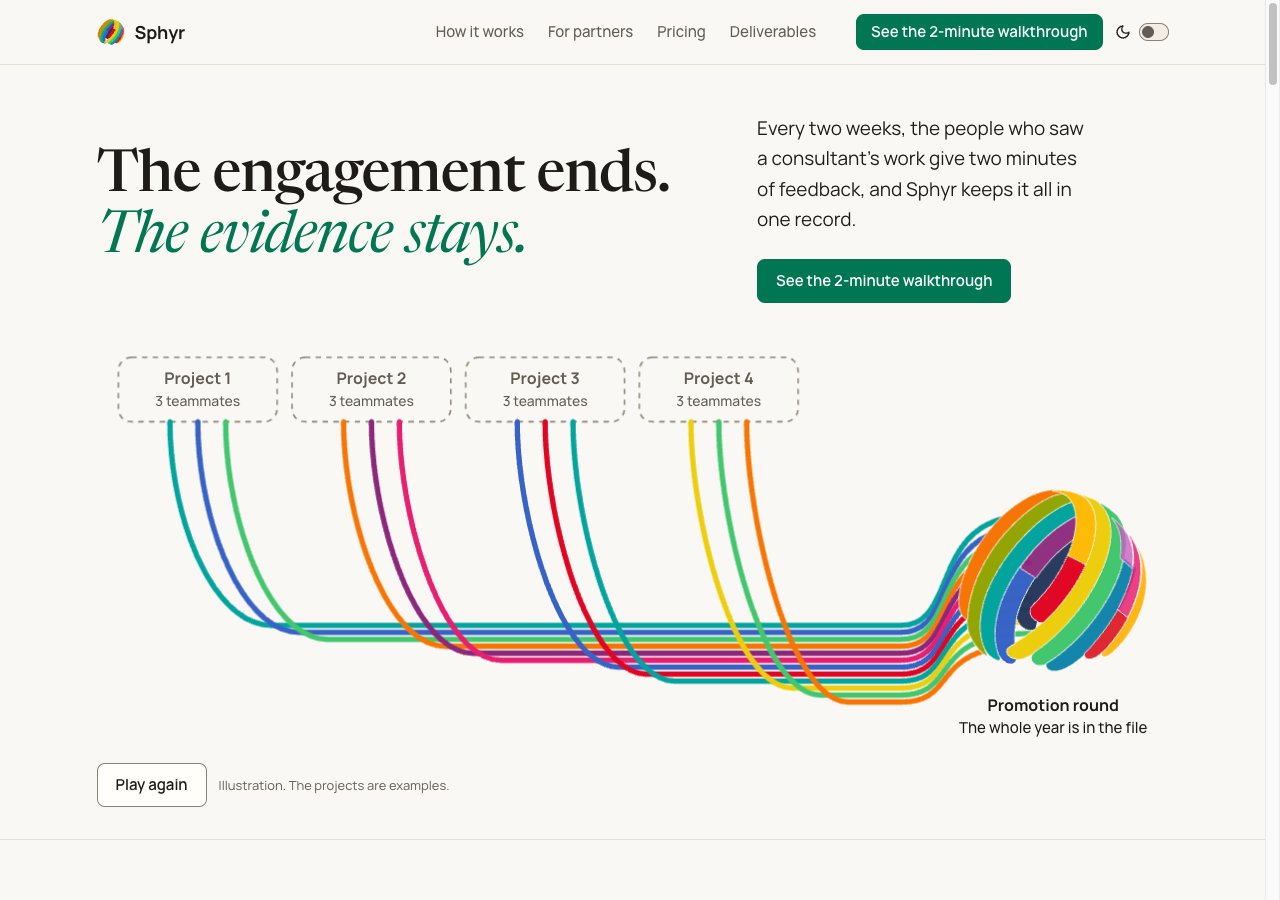 Sphyr
How it works
For partners
Pricing
Deliverables
See the 2-minute walkthrough
The engagement ends.
The evidence stays.
Every two weeks, the people who saw
a consultant's work give two minutes
of feedback, and Sphyr keeps it all in
one record.
See the 2-minute walkthrough
Project 1
3 teammates
Project 2
3 teammates
Project 3
3 teammates
Project 4
3 teammates
Promotion round
The whole year is in the file
Play again
Illustration. The projects are examples.